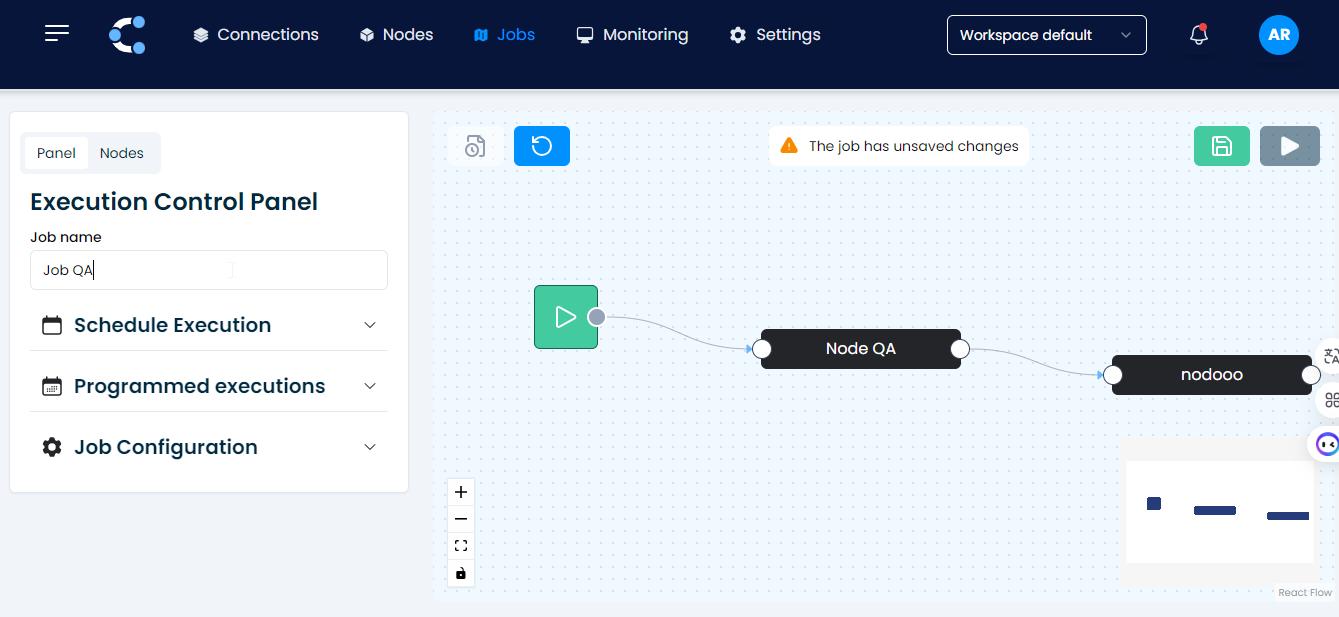 Connections
Nodes
Jobs
Monitoring
Settings
Workspace default
AR
Panel
Nodes
The job has unsaved changes
Execution Control Panel
Job name
Job QA
Schedule Execution
Programmed executions
Job Configuration
Node QA
nodooo
React Flow